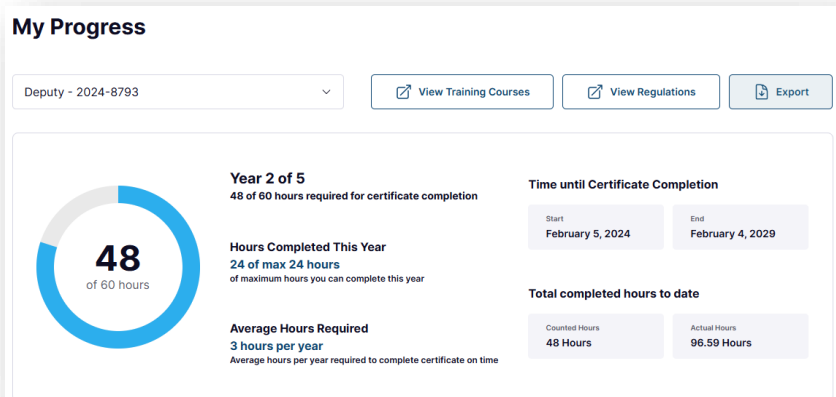 My Progress
Deputy - 2024-8793
View Training Courses
View Regulations
Export
48
of 60 hours
Year 2 of 5
48 of 60 hours required for certificate completion
Hours Completed This Year
24 of max 24 hours
of maximum hours you can complete this year
Average Hours Required
3 hours per year
Average hours per year required to complete certificate on time
Time until Certificate Completion
Start
February 5, 2024
End
February 4, 2029
Total completed hours to date
Counted Hours
48 Hours
Actual Hours
96.59 Hours